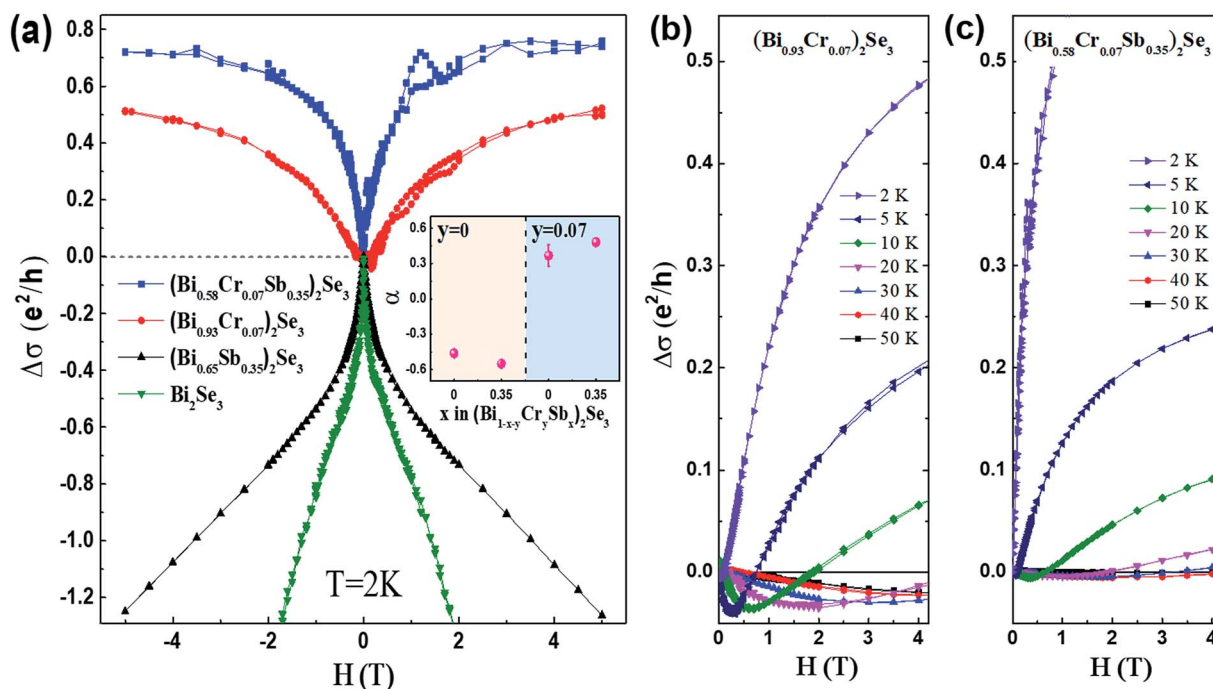 (a)
0.8
0.6
0.4
0.2
0.0
-0.2
-0.4
-0.6
-0.8
-1.0
-1.2
Δσ (e²/h)
(Bi₀.₅₈Cr₀.₀₇Sb₀.₃₅)₂Se₃
(Bi₀.₉₃Cr₀.₀₇)₂Se₃
(Bi₀.₆₅Sb₀.₃₅)₂Se₃
Bi₂Se₃
T=2K
-4 -2 0 2 4
H (T)
y=0 y=0.07
0.6
0.3
0.0
-0.3
-0.6
α
0 0.35 0 0.35
x in (Bi₁₋ₓ₋ᵧCrᵧSbₓ)₂Se₃
(b)
(Bi₀.₉₃Cr₀.₀₇)₂Se₃
0.5
0.4
0.3
0.2
0.1
0.0
Δσ (e²/h)
2 K
5 K
10 K
20 K
30 K
40 K
50 K
0 1 2 3 4
H (T)
(c)
(Bi₀.₅₈Cr₀.₀₇Sb₀.₃₅)₂Se₃
0.5
0.4
0.3
0.2
0.1
0.0
2 K
5 K
10 K
20 K
30 K
40 K
50 K
0 1 2 3 4
H (T)